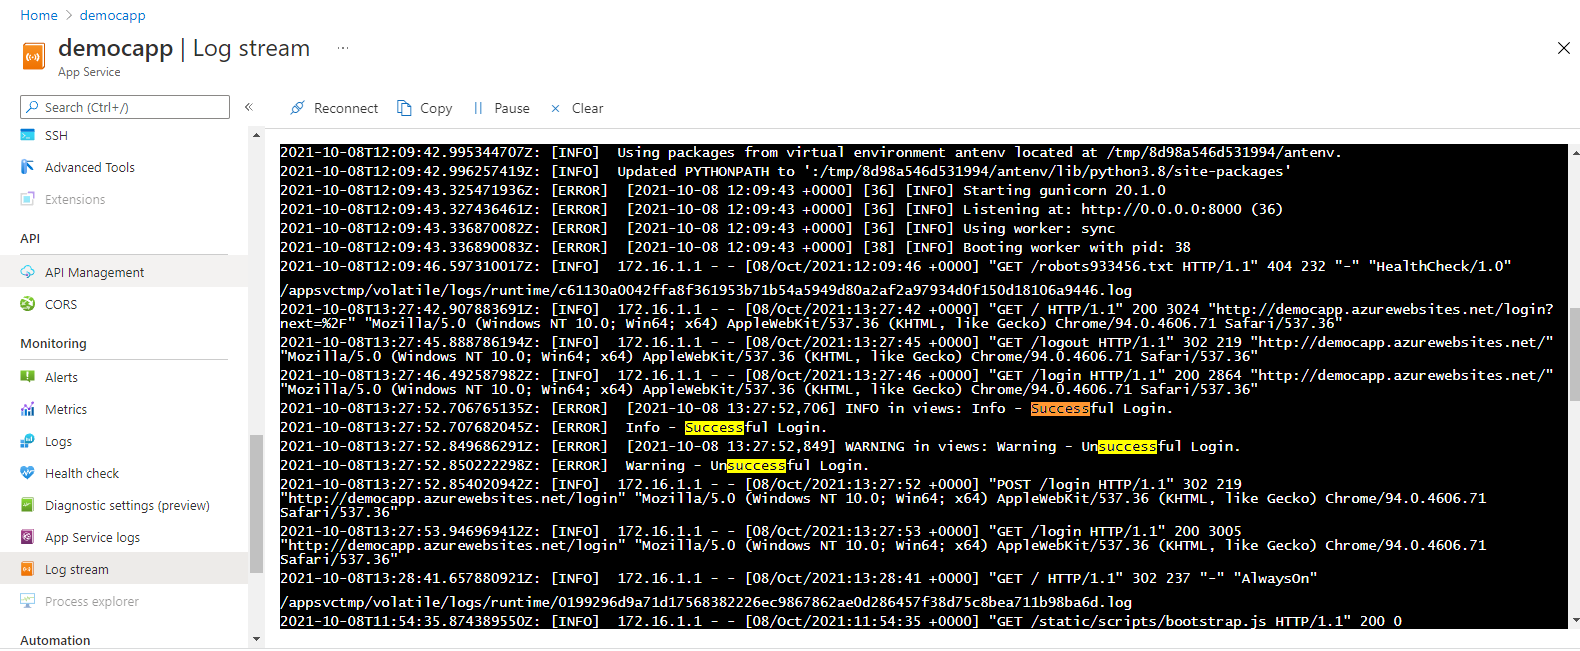 Home > democapp
democapp | Log stream ...
App Service
Search (Ctrl+/)
«
Reconnect
Copy
Pause
Clear
SSH
Advanced Tools
Extensions
API
API Management
CORS
Monitoring
Alerts
Metrics
Logs
Health check
Diagnostic settings (preview)
App Service logs
Log stream
Process explorer
Automation
2021-10-08T12:09:42.995344707Z: [INFO]  Using packages from virtual environment antenv located at /tmp/8d98a546d531994/antenv.
2021-10-08T12:09:42.996257419Z: [INFO]  Updated PYTHONPATH to ':/tmp/8d98a546d531994/antenv/lib/python3.8/site-packages'
2021-10-08T12:09:43.325471936Z: [ERROR]  [2021-10-08 12:09:43 +0000] [36] [INFO] Starting gunicorn 20.1.0
2021-10-08T12:09:43.327436461Z: [ERROR]  [2021-10-08 12:09:43 +0000] [36] [INFO] Listening at: http://0.0.0.0:8000 (36)
2021-10-08T12:09:43.336870082Z: [ERROR]  [2021-10-08 12:09:43 +0000] [36] [INFO] Using worker: sync
2021-10-08T12:09:43.336890083Z: [ERROR]  [2021-10-08 12:09:43 +0000] [38] [INFO] Booting worker with pid: 38
2021-10-08T12:09:46.597310017Z: [INFO]  172.16.1.1 - - [08/Oct/2021:12:09:46 +0000] "GET /robots933456.txt HTTP/1.1" 404 232 "-" "HealthCheck/1.0"
/appsvctmp/volatile/logs/runtime/c61130a0042ffa8f361953b71b54a5949d80a2af2a97934d0f150d18106a9446.log
2021-10-08T13:27:42.907883691Z: [INFO]  172.16.1.1 - - [08/Oct/2021:13:27:42 +0000] "GET / HTTP/1.1" 200 3024 "http://democapp.azurewebsites.net/login?
next=%2F" "Mozilla/5.0 (Windows NT 10.0; Win64; x64) AppleWebKit/537.36 (KHTML, like Gecko) Chrome/94.0.4606.71 Safari/537.36"
2021-10-08T13:27:45.888786194Z: [INFO]  172.16.1.1 - - [08/Oct/2021:13:27:45 +0000] "GET /logout HTTP/1.1" 302 219 "http://democapp.azurewebsites.net/"
"Mozilla/5.0 (Windows NT 10.0; Win64; x64) AppleWebKit/537.36 (KHTML, like Gecko) Chrome/94.0.4606.71 Safari/537.36"
2021-10-08T13:27:46.492587982Z: [INFO]  172.16.1.1 - - [08/Oct/2021:13:27:46 +0000] "GET /login HTTP/1.1" 200 2864 "http://democapp.azurewebsites.net/"
"Mozilla/5.0 (Windows NT 10.0; Win64; x64) AppleWebKit/537.36 (KHTML, like Gecko) Chrome/94.0.4606.71 Safari/537.36"
2021-10-08T13:27:52.706765135Z: [ERROR]  [2021-10-08 13:27:52,706] INFO in views: Info - Successful Login.
2021-10-08T13:27:52.707682045Z: [ERROR]  Info - Successful Login.
2021-10-08T13:27:52.849686291Z: [ERROR]  [2021-10-08 13:27:52,849] WARNING in views: Warning - Unsuccessful Login.
2021-10-08T13:27:52.850222298Z: [ERROR]  Warning - Unsuccessful Login.
2021-10-08T13:27:52.854020942Z: [INFO]  172.16.1.1 - - [08/Oct/2021:13:27:52 +0000] "POST /login HTTP/1.1" 302 219
"http://democapp.azurewebsites.net/login" "Mozilla/5.0 (Windows NT 10.0; Win64; x64) AppleWebKit/537.36 (KHTML, like Gecko) Chrome/94.0.4606.71
Safari/537.36"
2021-10-08T13:27:53.946969412Z: [INFO]  172.16.1.1 - - [08/Oct/2021:13:27:53 +0000] "GET /login HTTP/1.1" 200 3005
"http://democapp.azurewebsites.net/login" "Mozilla/5.0 (Windows NT 10.0; Win64; x64) AppleWebKit/537.36 (KHTML, like Gecko) Chrome/94.0.4606.71
Safari/537.36"
2021-10-08T13:28:41.657880921Z: [INFO]  172.16.1.1 - - [08/Oct/2021:13:28:41 +0000] "GET / HTTP/1.1" 302 237 "-" "AlwaysOn"
/appsvctmp/volatile/logs/runtime/0199296d9a71d17568382226ec9867862ae0d286457f38d75c8bea711b98ba6d.log
2021-10-08T11:54:35.874389550Z: [INFO]  172.16.1.1 - - [08/Oct/2021:11:54:35 +0000] "GET /static/scripts/bootstrap.js HTTP/1.1" 200 0